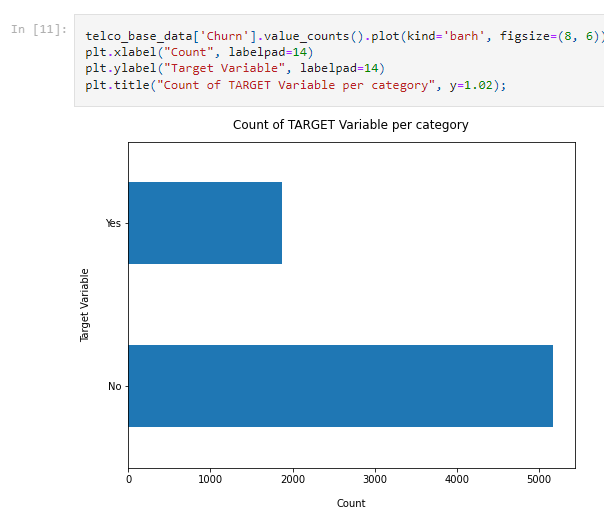 In [11]:
telco_base_data['Churn'].value_counts().plot(kind='barh', figsize=(8, 6))
plt.xlabel("Count", labelpad=14)
plt.ylabel("Target Variable", labelpad=14)
plt.title("Count of TARGET Variable per category", y=1.02);
Count of TARGET Variable per category
Yes
Target Variable
No
0 1000 2000 3000 4000 5000
Count